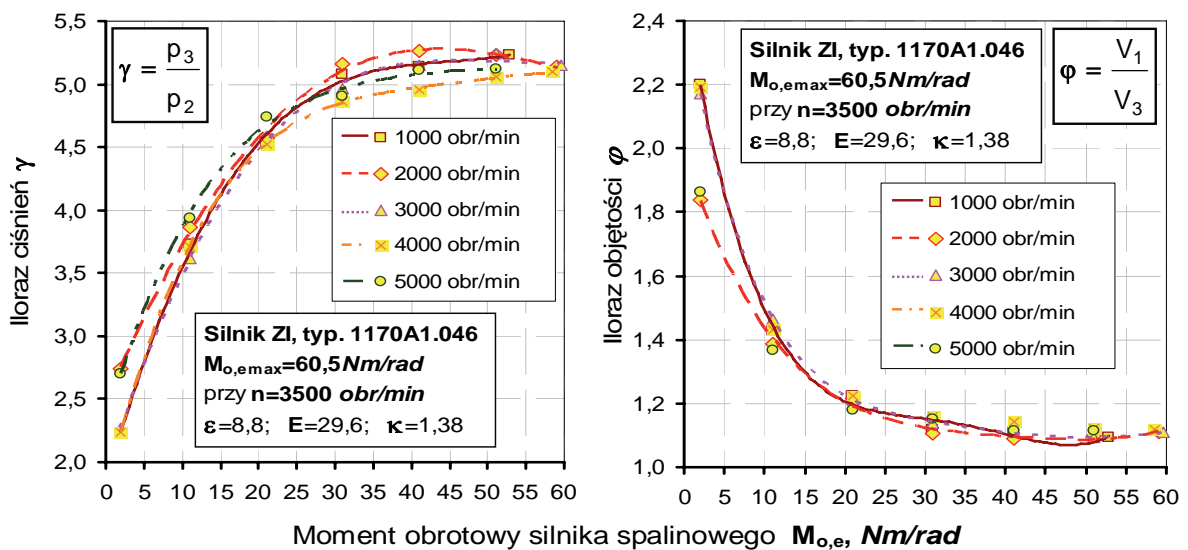 Iloraz ciśnień γ
5,5
5,0
4,5
4,0
3,5
3,0
2,5
2,0
γ = p3 / p2
1000 obr/min
2000 obr/min
3000 obr/min
4000 obr/min
5000 obr/min
Silnik ZI, typ. 1170A1.046
Mo,emax=60,5Nm/rad
przy n=3500 obr/min
ε=8,8; E=29,6; κ=1,38
0 5 10 15 20 25 30 35 40 45 50 55 60
Iloraz objętości φ
2,4
2,2
2,0
1,8
1,6
1,4
1,2
1,0
Silnik ZI, typ. 1170A1.046
Mo,emax=60,5Nm/rad
przy n=3500 obr/min
ε=8,8; E=29,6; κ=1,38
φ = V1 / V3
1000 obr/min
2000 obr/min
3000 obr/min
4000 obr/min
5000 obr/min
0 5 10 15 20 25 30 35 40 45 50 55 60
Moment obrotowy silnika spalinowego Mo,e, Nm/rad